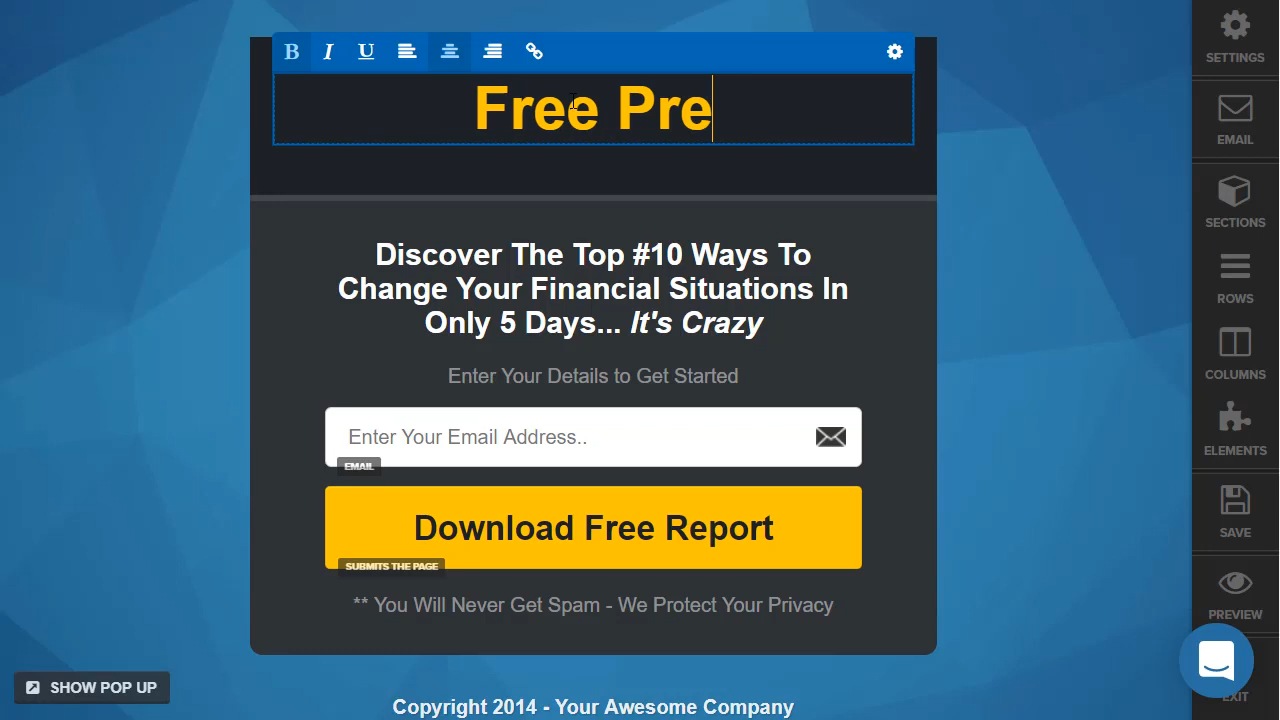 B I U
Free Pre
Discover The Top #10 Ways To
Change Your Financial Situations In
Only 5 Days... It's Crazy
Enter Your Details to Get Started
Enter Your Email Address..
EMAIL
Download Free Report
SUBMITS THE PAGE
** You Will Never Get Spam - We Protect Your Privacy
SHOW POP UP
Copyright 2014 - Your Awesome Company
SETTINGS
EMAIL
SECTIONS
ROWS
COLUMNS
ELEMENTS
SAVE
PREVIEW
EXIT